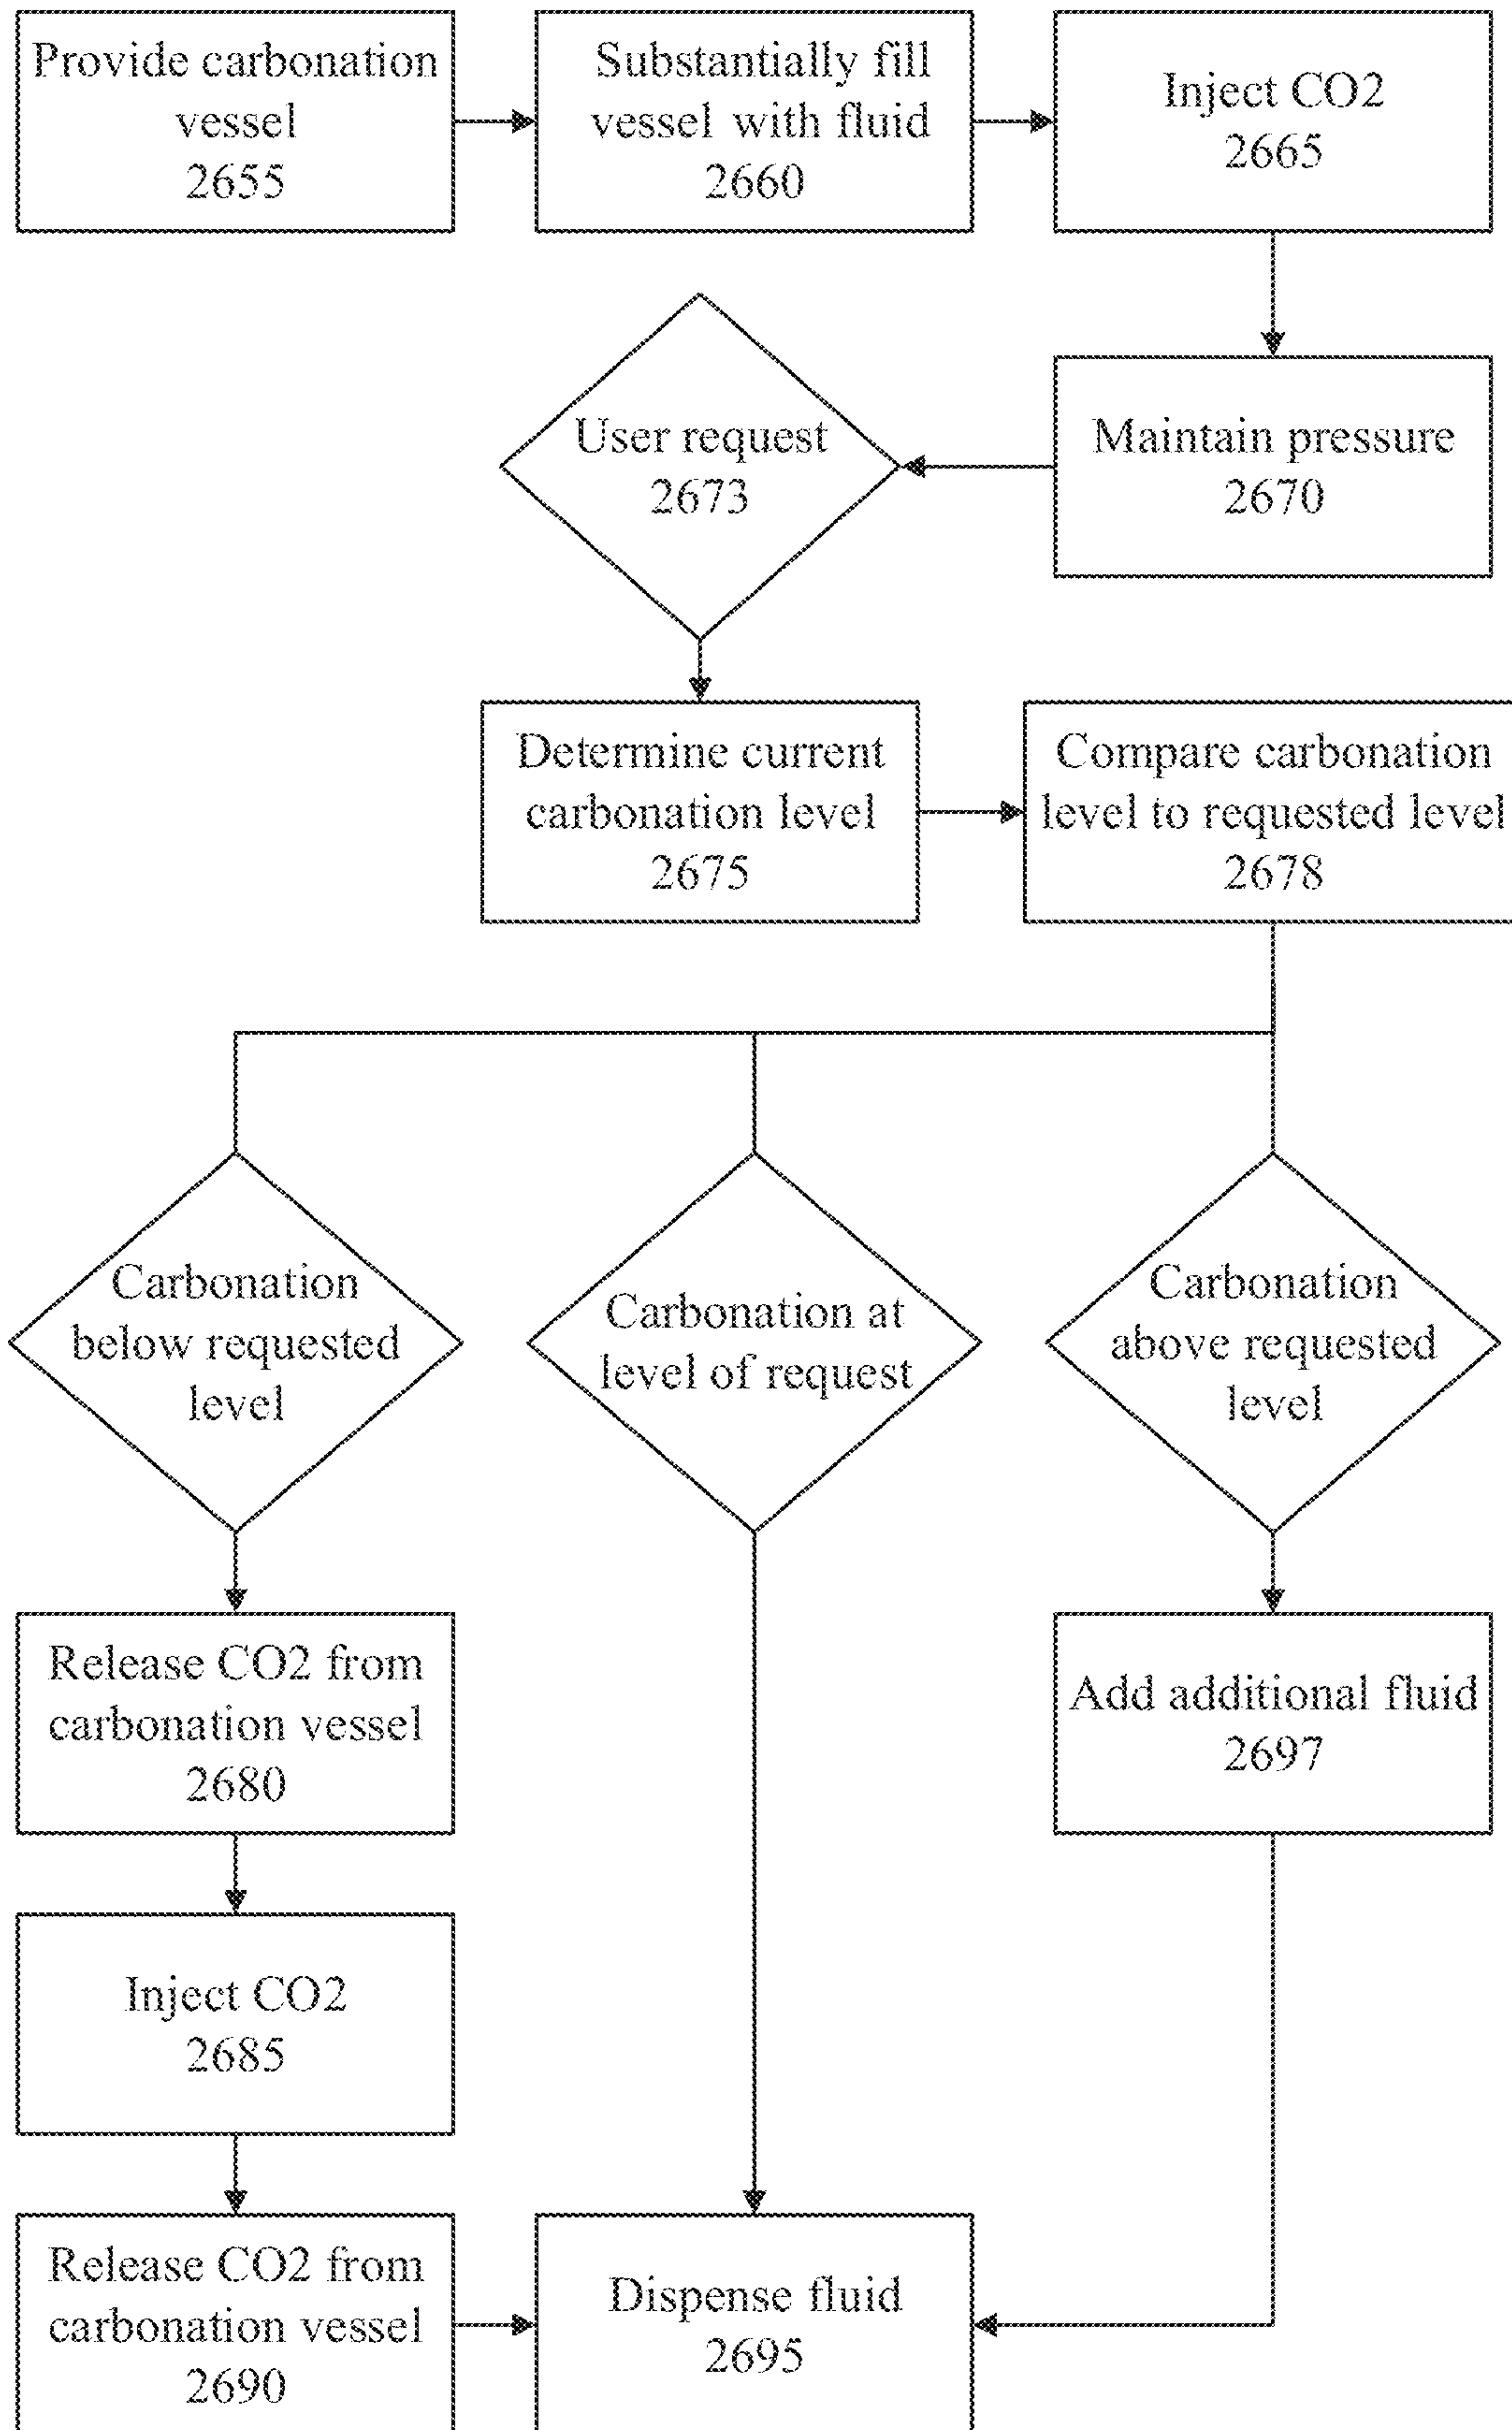 Provide carbonation
vessel
2655
Substantially fill
vessel with fluid
2660
Inject CO2
2665
User request
2673
Maintain pressure
2670
Determine current
carbonation level
2675
Compare carbonation
level to requested level
2678
Carbonation
below requested
level
Carbonation at
level of request
Carbonation
above requested
level
Release CO2 from
carbonation vessel
2680
Add additional fluid
2697
Inject CO2
2685
Release CO2 from
carbonation vessel
2690
Dispense fluid
2695